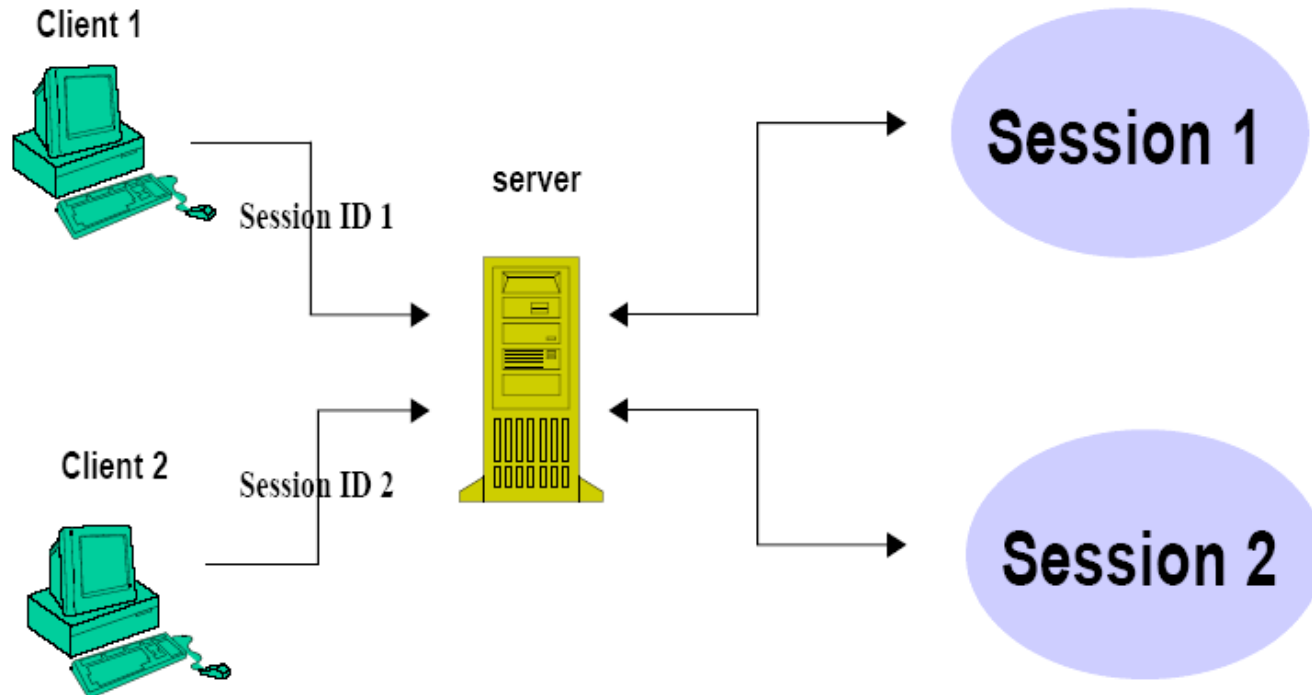 Client 1
Session 1
server
Session ID 1
Client 2
Session ID 2
Session 2